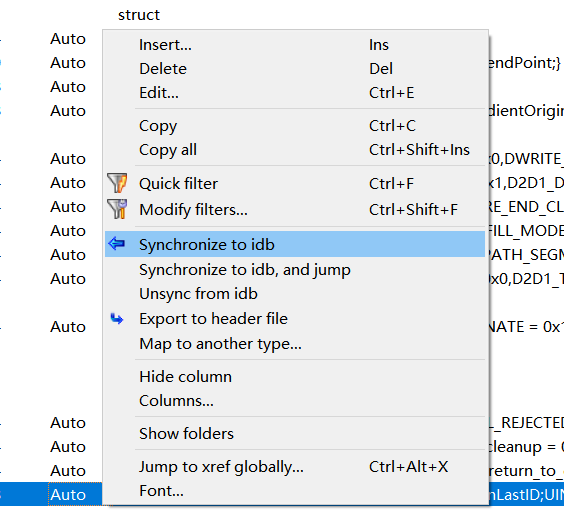 struct
Auto
Insert... Ins
Auto
Delete Del
endPoint;}
Auto
Edit... Ctrl+E
Auto
Copy Ctrl+C
Copy all Ctrl+Shift+Ins
Auto
x0,DWRITE_
Auto
Quick filter Ctrl+F
x1,D2D1_D
Auto
Modify filters... Ctrl+Shift+F
RE_END_CL
Auto
FILL_MODE
Auto
Synchronize to idb
PATH_SEGM
Auto
Synchronize to idb, and jump
0x0,D2D1_T
Unsync from idb
Auto
Export to header file
NATE = 0x1
Map to another type...
Hide column
Columns...
Auto
Show folders
L_REJECTED
Auto
cleanup = 0
Auto
Jump to xref globally... Ctrl+Alt+X
return_to_
Auto
Font...
nLastID;UIN